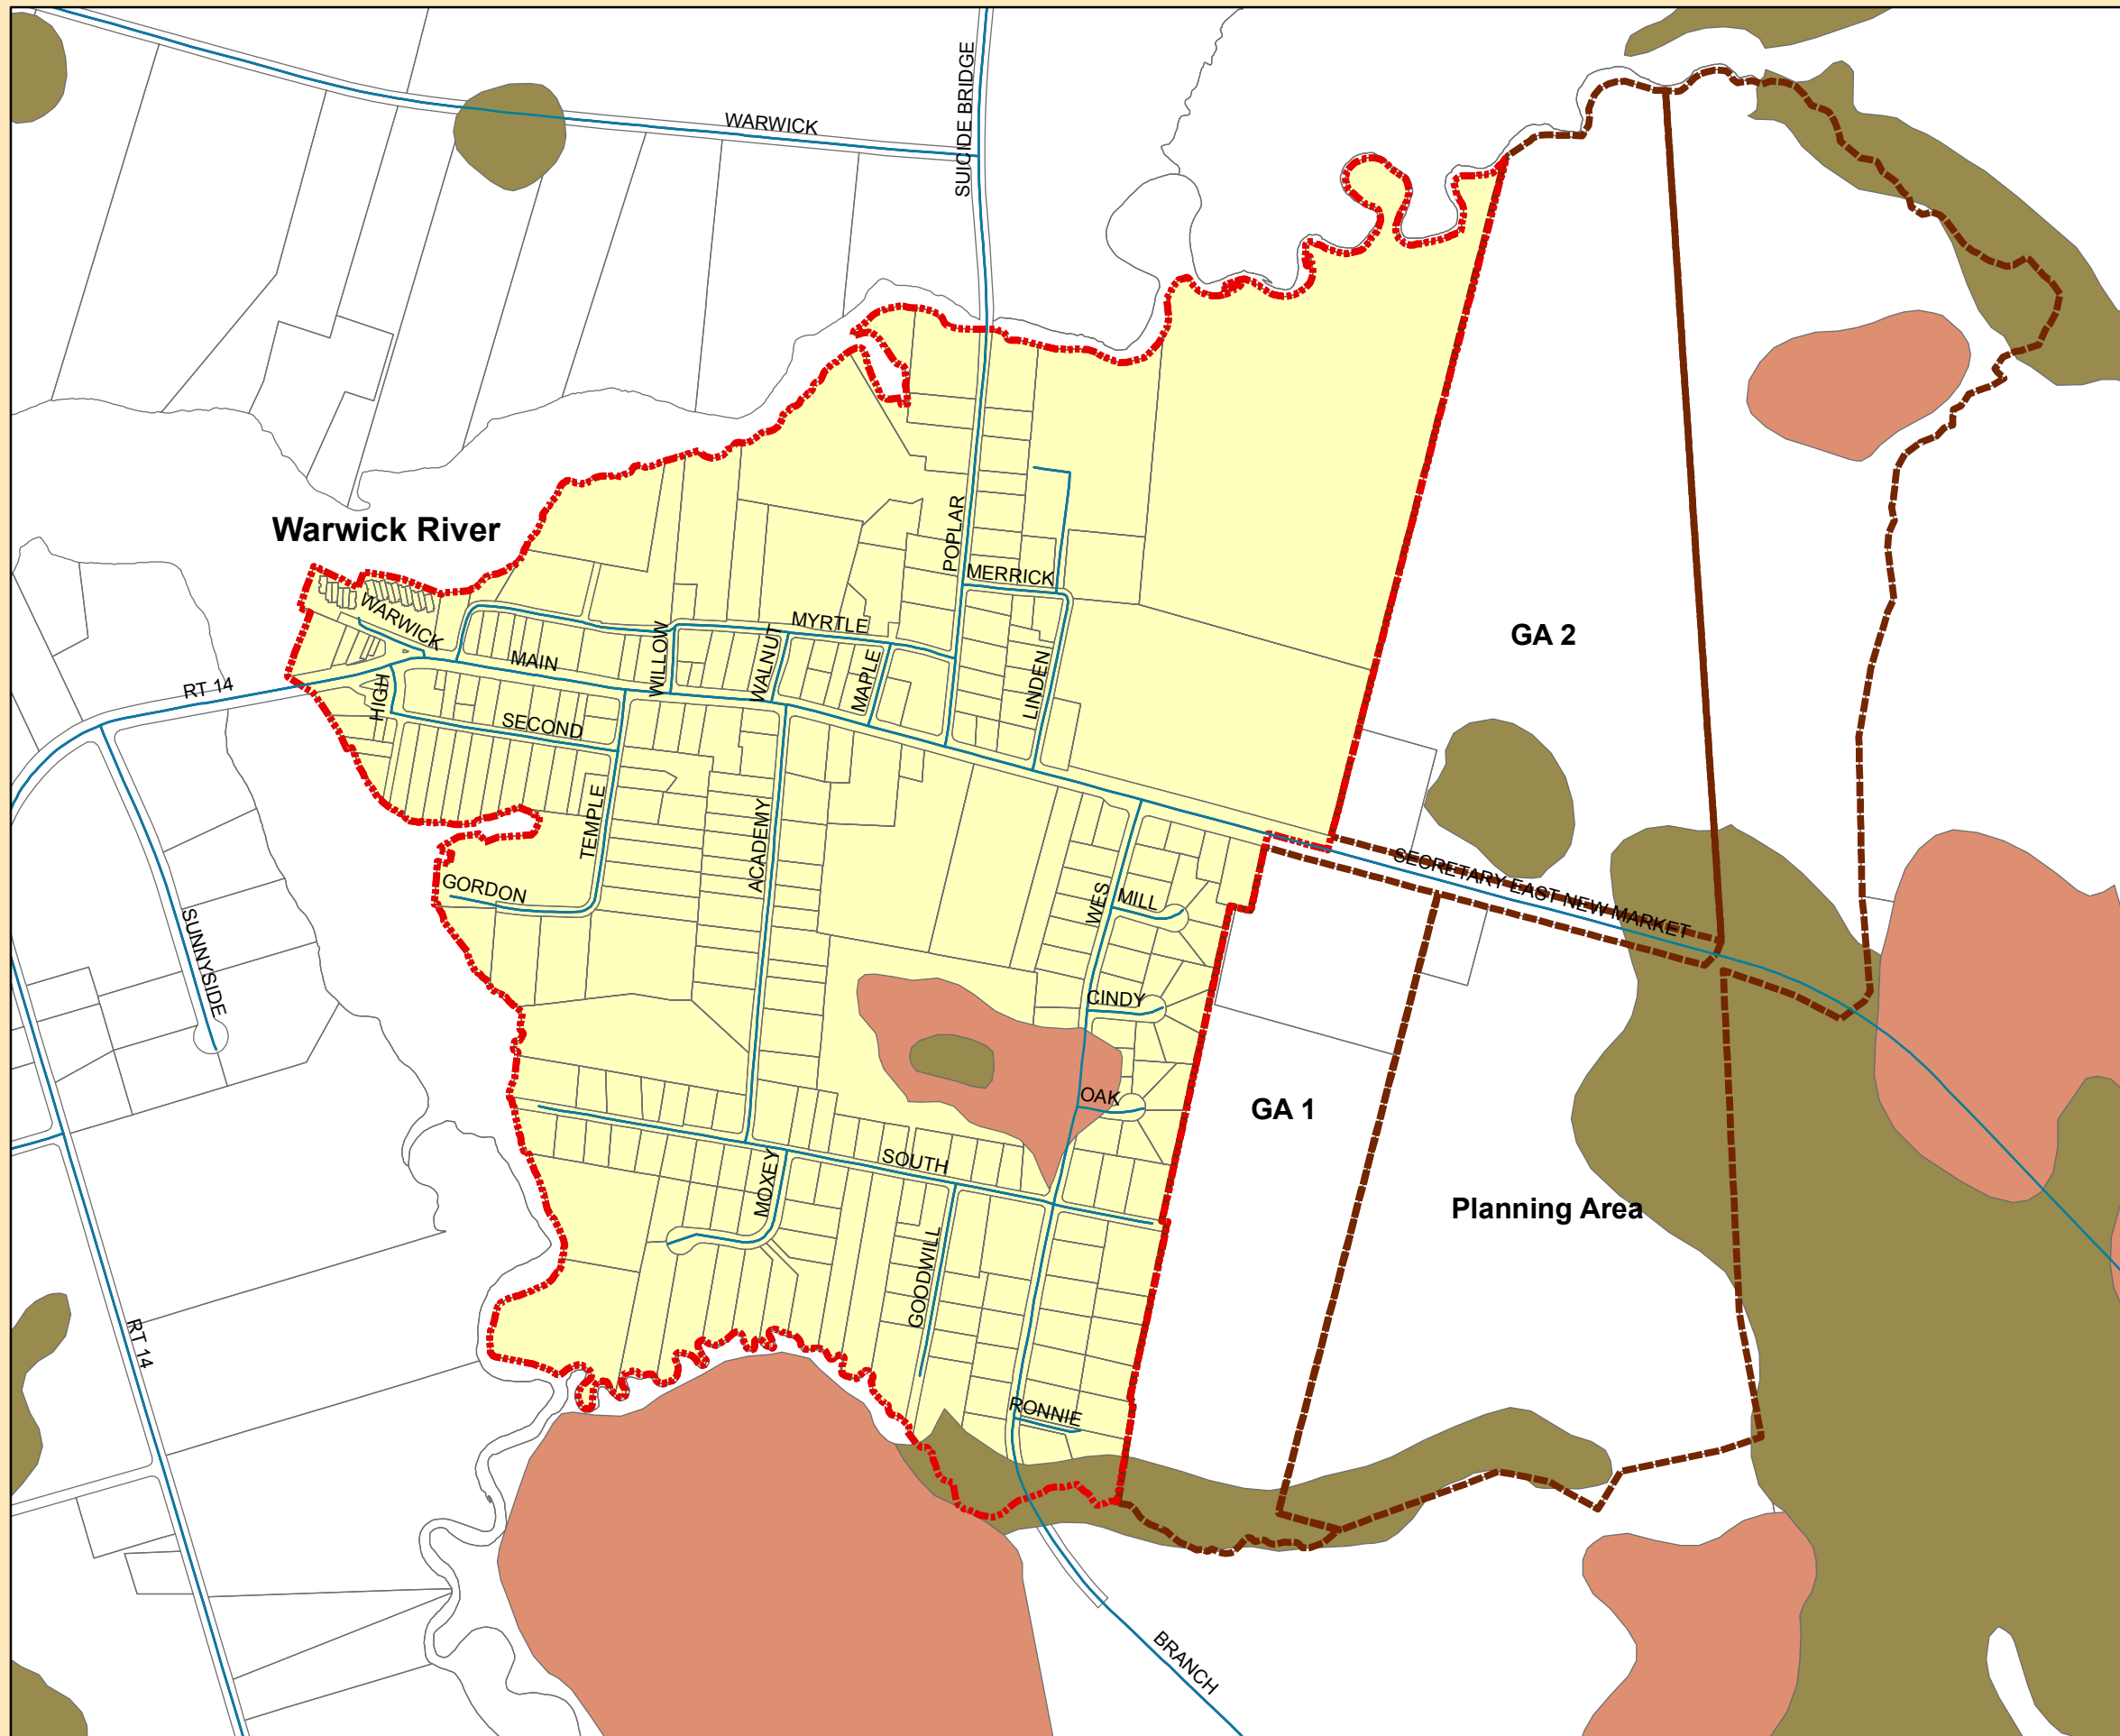 SUICIDE BRIDGE
WARWICK
Warwick River
POPLAR
MERRICK
WARWICK
MYRTLE
GA 2
MAIN
WILLOW
WALNUT
MAPLE
LINDEN
RT 14
HIGH
SECOND
TEMPLE
ACADEMY
SECRETARY EAST NEW MARKET
GORDON
WES
MILL
SUNNYSIDE
CINDY
OAK
GA 1
SOUTH
MOXEY
Planning Area
GOODWILL
RT 14
RONNIE
BRANCH